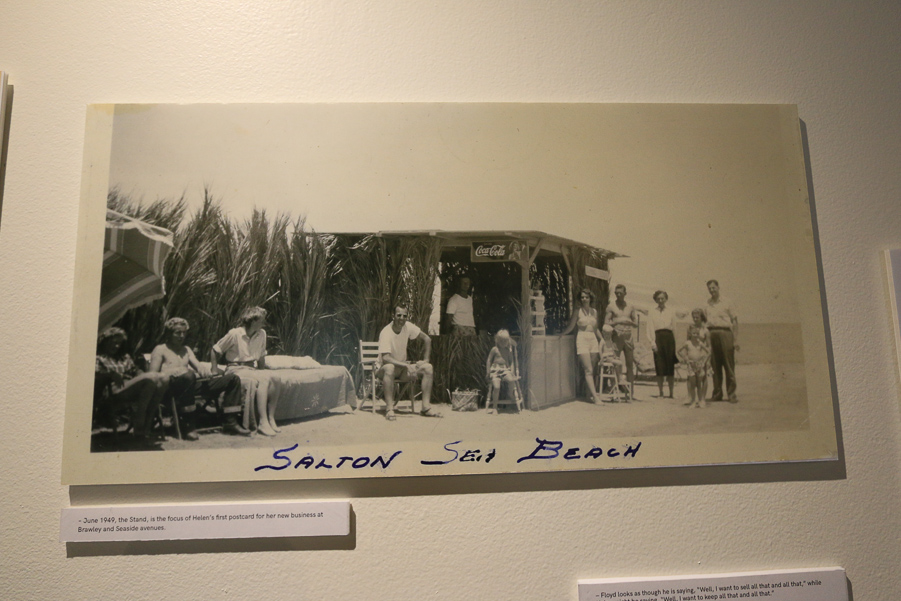 Coca-Cola
SALTON SEA BEACH
- June 1949, the Stand, is the focus of Helen's first postcard for her new business at
Brawley and Seaside avenues.
- Floyd looks as though he is saying, "Well, I want to sell all that and all that," while
be saying, "Well, I want to keep all that and all that."